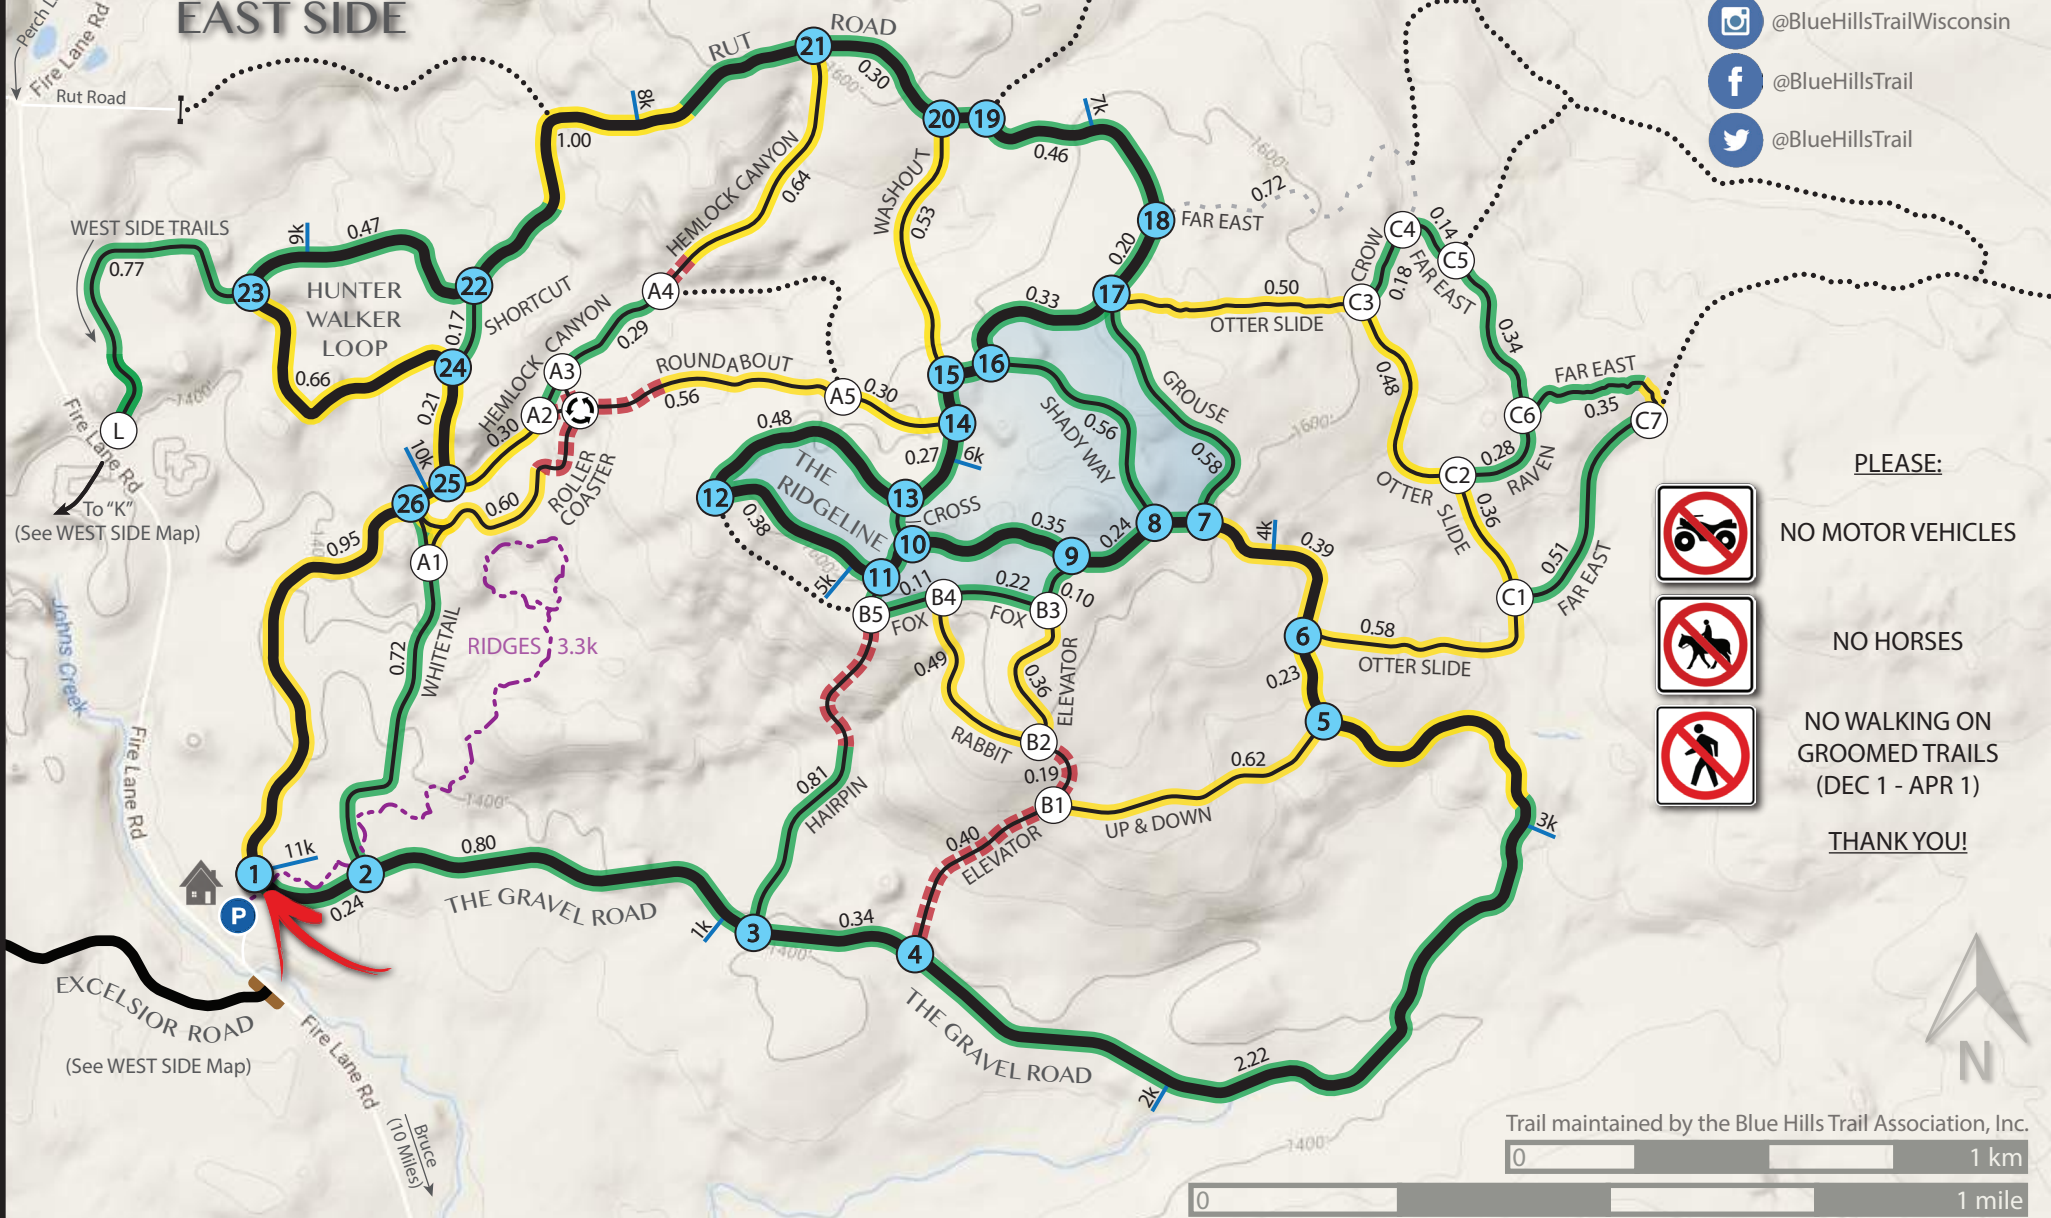 EAST SIDE
Perch L
Fire Lane Rd
Rut Road
RUT
ROAD
21
0.30
1600'
@BlueHillsTrailWisconsin
@BlueHillsTrail
@BlueHillsTrail
8k
1.00
20
19
7k
0.46
HEMLOCK CANYON
0.64
WASHOUT
0.53
1600'
0.72
18
FAR EAST
0.20
WEST SIDE TRAILS
0.77
9k
0.47
23
22
HUNTER
WALKER
LOOP
0.17
SHORTCUT
24
0.66
1400'
0.21
L
Fire Lane Rd
To "K"
(See WEST SIDE Map)
A4
HEMLOCK CANYON
0.29
A3
A2
0.30
ROUNDABOUT
0.56
A5
0.30
0.33
17
0.50
OTTER SLIDE
C3
CROW
0.18
C4
0.14
C5
FAR EAST
0.34
0.48
C6
FAR EAST
0.35
C7
15
16
14
GROUSE
0.58
SHADY WAY
0.56
1600'
0.48
0.27
6k
THE
RIDGELINE
12
13
CROSS
0.38
10
0.35
9
0.24
8
7
4k
0.39
11
5k
1600'
0.11
B5
B4
FOX
0.22
FOX
B3
0.10
C2
0.28
RAVEN
OTTER SLIDE
0.36
C1
0.51
FAR EAST
10k
25
26
0.60
ROLLER
COASTER
0.95
1400'
A1
0.72
WHITETAIL
RIDGES 3.3k
Johns Creek
Fire Lane Rd
0.49
0.36
ELEVATOR
RABBIT
B2
0.19
B1
0.40
ELEVATOR
UP & DOWN
0.62
6
0.58
OTTER SLIDE
0.23
5
3k
0.81
HAIRPIN
1400'
11k
1
2
P
0.24
0.80
THE GRAVEL ROAD
1k
3
0.34
1400'
4
THE GRAVEL ROAD
2k
2.22
1400'
EXCELSIOR ROAD
(See WEST SIDE Map)
Fire Lane Rd
Bruce
(10 Miles)
PLEASE:
NO MOTOR VEHICLES
NO HORSES
NO WALKING ON
GROOMED TRAILS
(DEC 1 - APR 1)
THANK YOU!
N
Trail maintained by the Blue Hills Trail Association, Inc.
0
1 km
0
1 mile